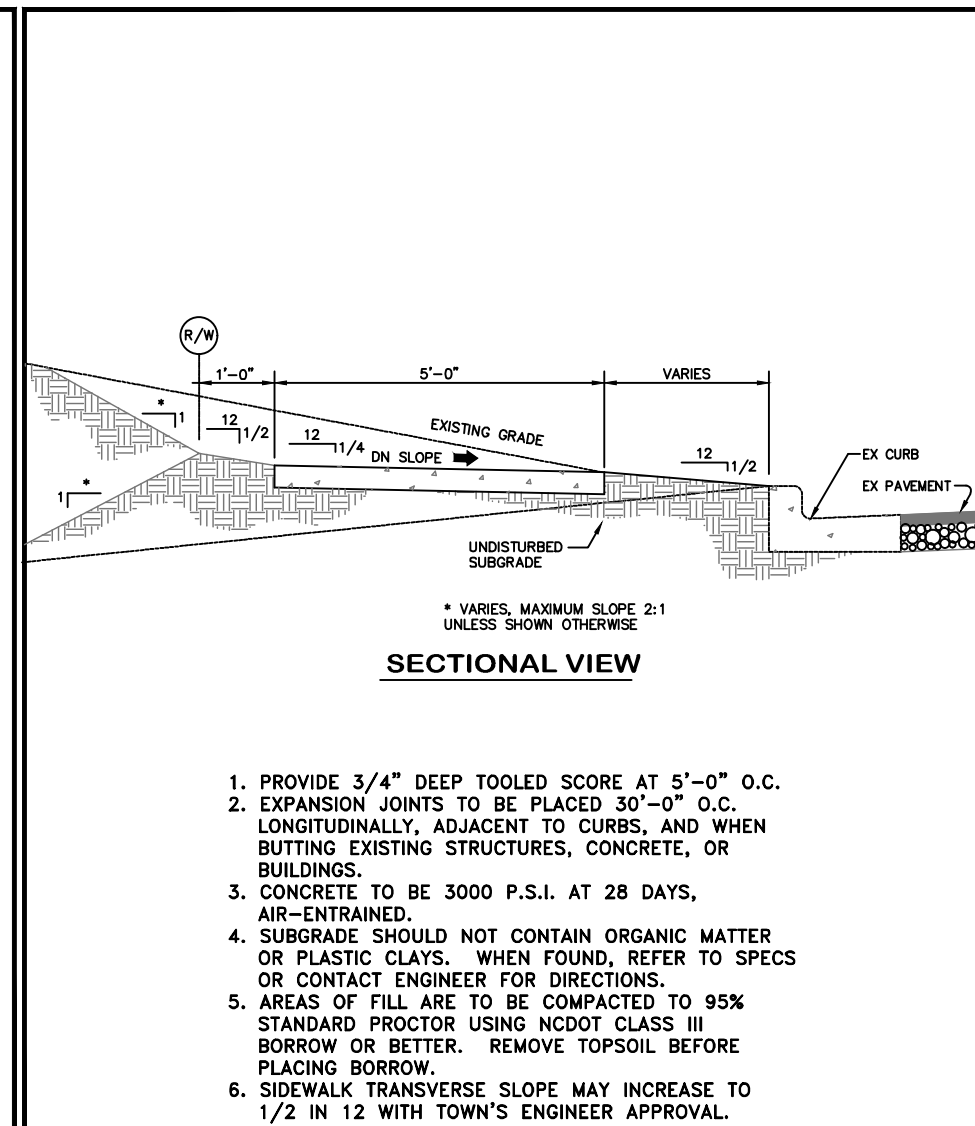 R/W
1'-0"
5'-0"
VARIES
*
1
12
1/2
12
1/4
EXISTING GRADE
DN SLOPE
12
1/2
EX CURB
EX PAVEMENT
*
1
UNDISTURBED
SUBGRADE
* VARIES, MAXIMUM SLOPE 2:1
UNLESS SHOWN OTHERWISE
SECTIONAL VIEW
1. PROVIDE 3/4" DEEP TOOLED SCORE AT 5'-0" O.C.
2. EXPANSION JOINTS TO BE PLACED 30'-0" O.C.
LONGITUDINALLY, ADJACENT TO CURBS, AND WHEN
BUTTING EXISTING STRUCTURES, CONCRETE, OR
BUILDINGS.
3. CONCRETE TO BE 3000 P.S.I. AT 28 DAYS,
AIR-ENTRAINED.
4. SUBGRADE SHOULD NOT CONTAIN ORGANIC MATTER
OR PLASTIC CLAYS. WHEN FOUND, REFER TO SPECS
OR CONTACT ENGINEER FOR DIRECTIONS.
5. AREAS OF FILL ARE TO BE COMPACTED TO 95%
STANDARD PROCTOR USING NCDOT CLASS III
BORROW OR BETTER. REMOVE TOPSOIL BEFORE
PLACING BORROW.
6. SIDEWALK TRANSVERSE SLOPE MAY INCREASE TO
1/2 IN 12 WITH TOWN'S ENGINEER APPROVAL.